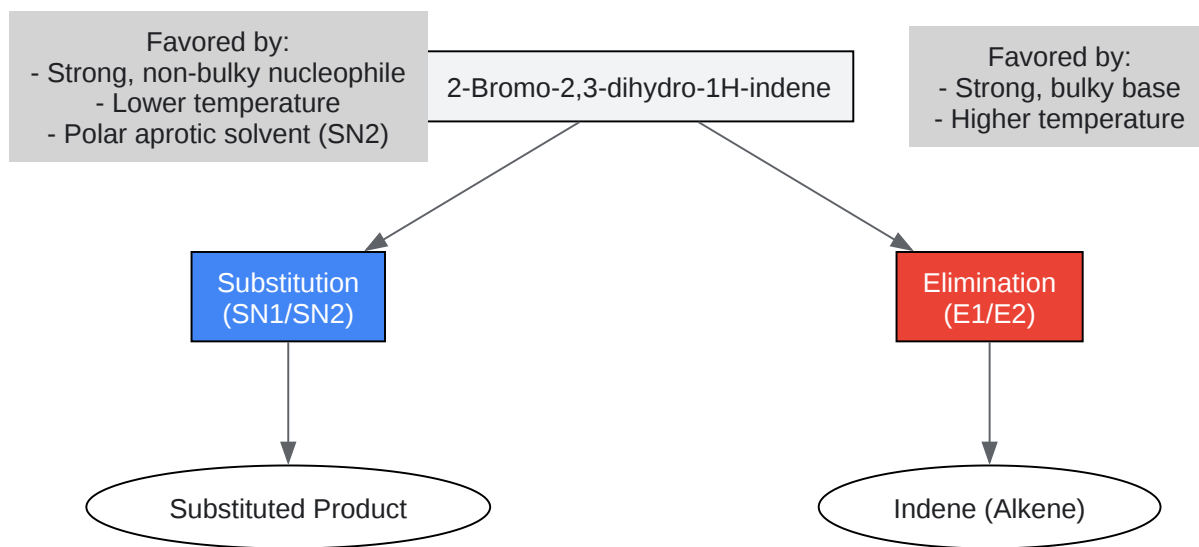 Favored by:
- Strong, non-bulky nucleophile
- Lower temperature
- Polar aprotic solvent (SN2)
2-Bromo-2,3-dihydro-1H-indene
Favored by:
- Strong, bulky base
- Higher temperature
Substitution
(SN1/SN2)
Elimination
(E1/E2)
Substituted Product
Indene (Alkene)